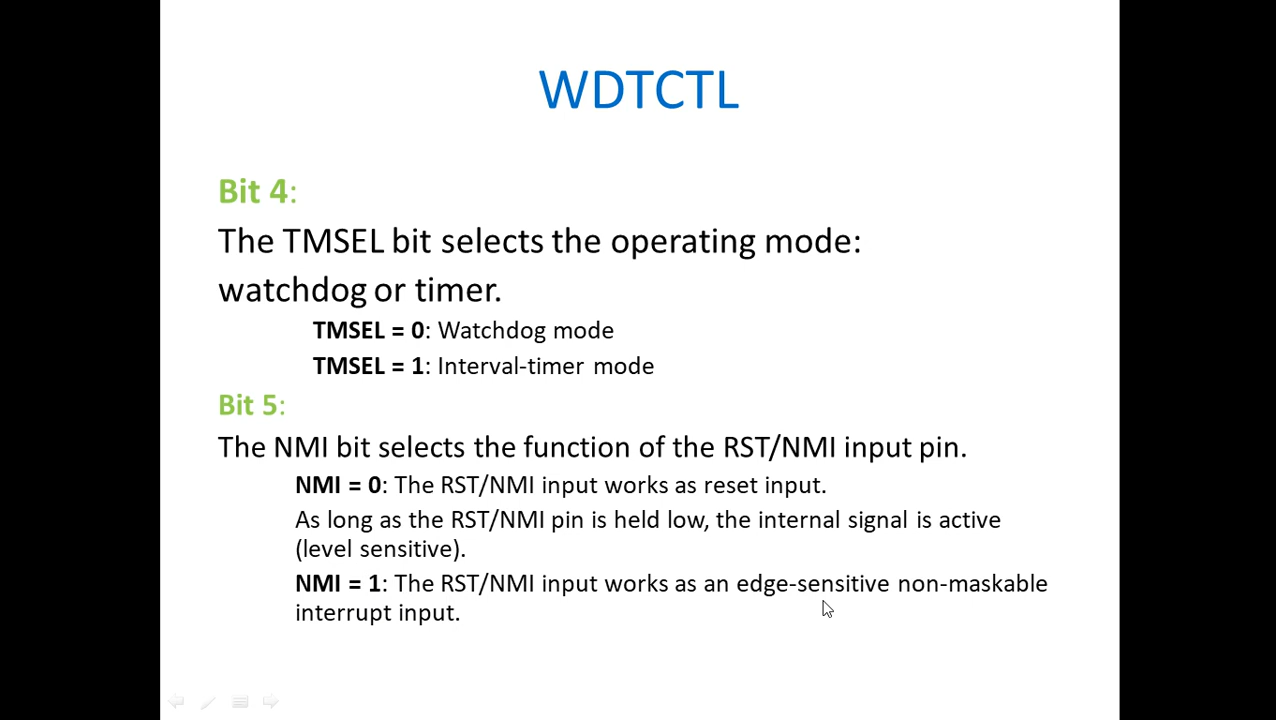 WDTCTL
Bit 4:
The TMSEL bit selects the operating mode:
watchdog or timer.
TMSEL = 0: Watchdog mode
TMSEL = 1: Interval-timer mode
Bit 5:
The NMI bit selects the function of the RST/NMI input pin.
NMI = 0: The RST/NMI input works as reset input.
As long as the RST/NMI pin is held low, the internal signal is active
(level sensitive).
NMI = 1: The RST/NMI input works as an edge-sensitive non-maskable
interrupt input.